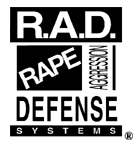 R.A.D.
RAPE
AGGRESSION
DEFENSE
SYSTEMS ®